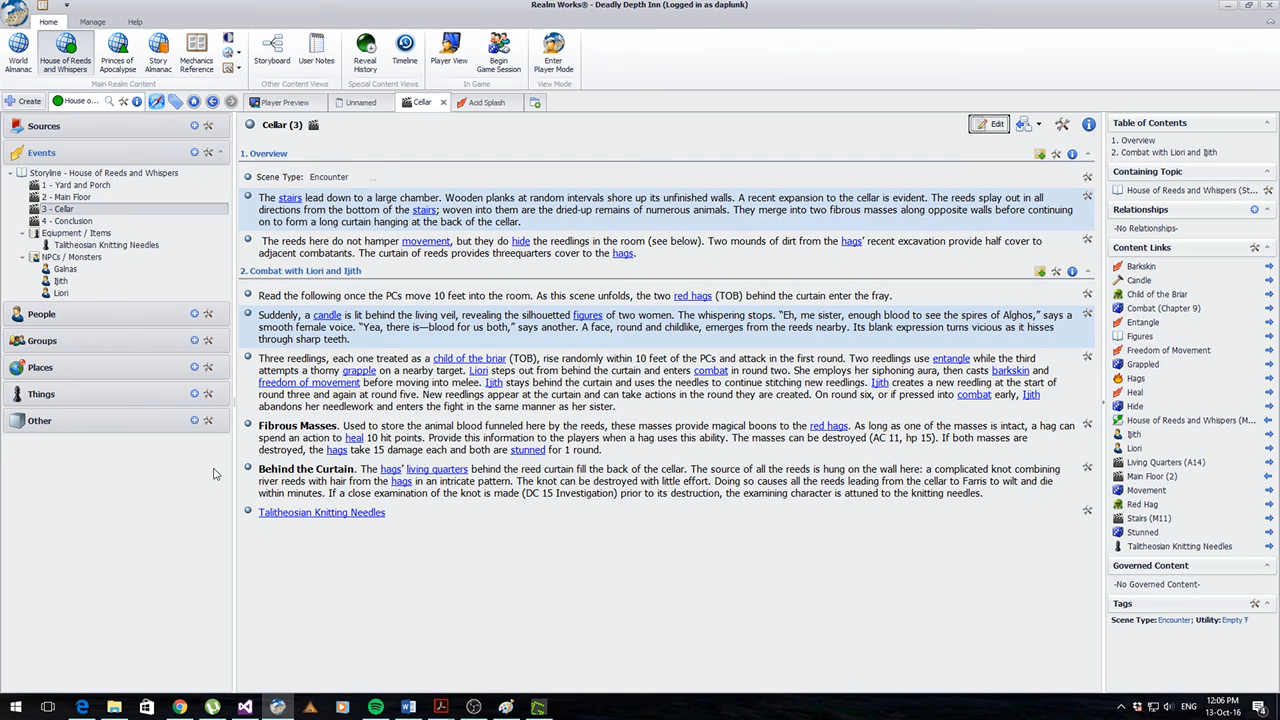 Realm Works® - Deadly Depth Inn (Logged in as daplunk)
Home
Manage
Help
World Almanac
House of Reeds and Whispers
Princes of Apocalypse
Story Almanac
Mechanics Reference
Storyboard
User Notes
Reveal History
Timeline
Player View
Begin Game Session
Enter Player Mode
Main Realm Content
Other Content Views
Special Content Views
In Game
View Mode
Create
House o...
Player Preview
Unnamed
Cellar
Acid Splash
Sources
Events
Storyline - House of Reeds and Whispers
1 - Yard and Porch
2 - Main Floor
3 - Cellar
4 - Conclusion
Eqiupment / Items
Talitheosian Knitting Needles
NPCs / Monsters
Galnas
Ijith
Liori
People
Groups
Places
Things
Other
Cellar (3)
Edit
1. Overview
Scene Type: Encounter ...
The stairs lead down to a large chamber. Wooden planks at random intervals shore up its unfinished walls. A recent expansion to the cellar is evident. The reeds splay out in all
directions from the bottom of the stairs; woven into them are the dried-up remains of numerous animals. They merge into two fibrous masses along opposite walls before continuing
on to form a long curtain hanging at the back of the cellar.
The reeds here do not hamper movement, but they do hide the reedlings in the room (see below). Two mounds of dirt from the hags' recent excavation provide half cover to
adjacent combatants. The curtain of reeds provides threequarters cover to the hags.
2. Combat with Liori and Ijith
Read the following once the PCs move 10 feet into the room. As this scene unfolds, the two red hags (TOB) behind the curtain enter the fray.
Suddenly, a candle is lit behind the living veil, revealing the silhouetted figures of two women. The whispering stops. “Eh, me sister, enough blood to see the spires of Alghos,” says a
smooth female voice. “Yea, there is—blood for us both,” says another. A face, round and childlike, emerges from the reeds nearby. Its blank expression turns vicious as it hisses
through sharp teeth.
Three reedlings, each one treated as a child of the briar (TOB), rise randomly within 10 feet of the PCs and attack in the first round. Two reedlings use entangle while the third
attempts a thorny grapple on a nearby target. Liori steps out from behind the curtain and enters combat in round two. She employs her siphoning aura, then casts barkskin and
freedom of movement before moving into melee. Ijith stays behind the curtain and uses the needles to continue stitching new reedlings. Ijith creates a new reedling at the start of
round three and again at round five. New reedlings appear at the curtain and can take actions in the round they are created. On round six, or if pressed into combat early, Ijith
abandons her needlework and enters the fight in the same manner as her sister.
Fibrous Masses. Used to store the animal blood funneled here by the reeds, these masses provide magical boons to the red hags. As long as one of the masses is intact, a hag can
spend an action to heal 10 hit points. Provide this information to the players when a hag uses this ability. The masses can be destroyed (AC 11, hp 15). If both masses are
destroyed, the hags take 15 damage each and both are stunned for 1 round.
Behind the Curtain. The hags' living quarters behind the reed curtain fill the back of the cellar. The source of all the reeds is hung on the wall here: a complicated knot combining
river reeds with hair from the hags in an intricate pattern. The knot can be destroyed with little effort. Doing so causes all the reeds leading from the cellar to Farris to wilt and die
within minutes. If a close examination of the knot is made (DC 15 Investigation) prior to its destruction, the examining character is attuned to the knitting needles.
Talitheosian Knitting Needles
Table of Contents
1. Overview
2. Combat with Liori and Ijith
Containing Topic
House of Reeds and Whispers (St...
Relationships
-No Relationships-
Content Links
Barkskin
Candle
Child of the Briar
Combat (Chapter 9)
Entangle
Figures
Freedom of Movement
Grappled
Hags
Heal
Hide
House of Reeds and Whispers (M...
Ijith
Liori
Living Quarters (A14)
Main Floor (2)
Movement
Red Hag
Stairs (M11)
Stunned
Talitheosian Knitting Needles
Governed Content
-No Governed Content-
Tags
Scene Type: Encounter; Utility: Empty
ENG
12:06 PM
13-Oct-16